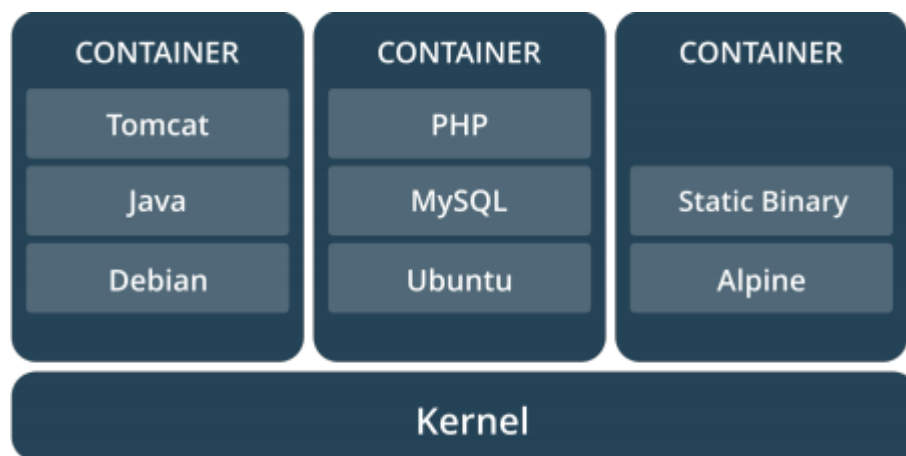 CONTAINER
Tomcat
Java
Debian
CONTAINER
PHP
MySQL
Ubuntu
CONTAINER
Static Binary
Alpine
Kernel